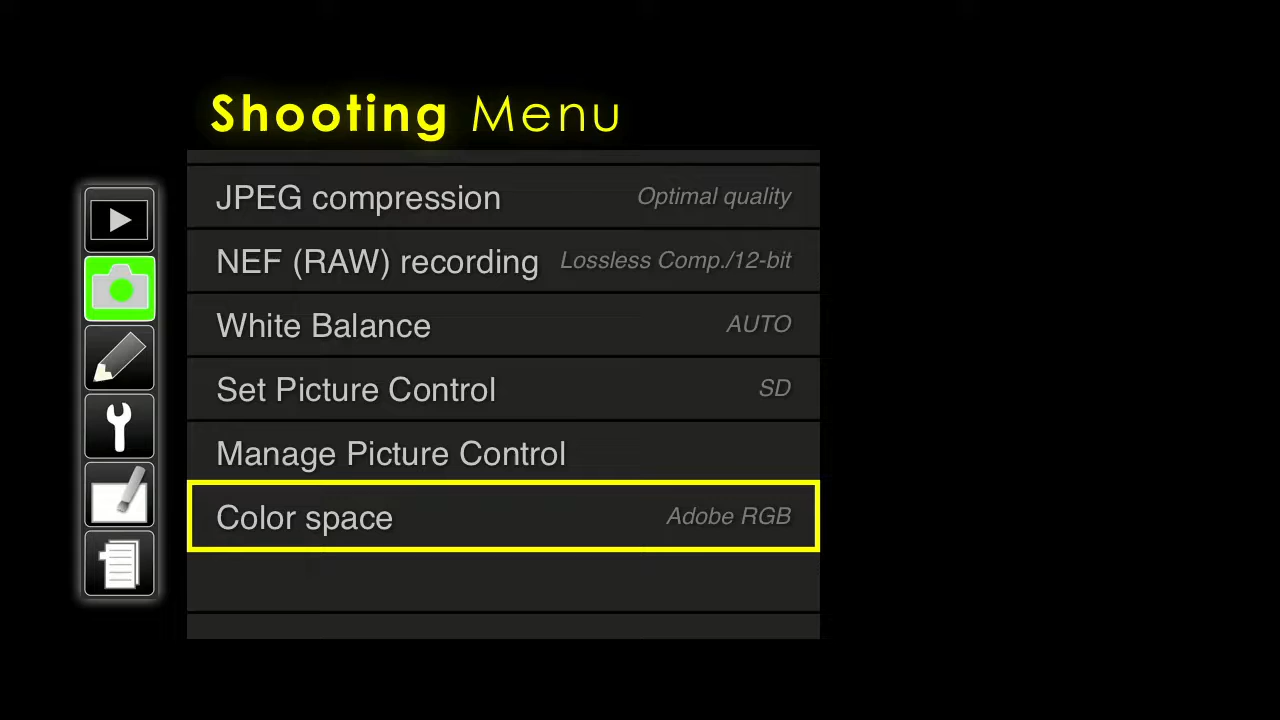 Shooting Menu
JPEG compression Optimal quality
NEF (RAW) recording Lossless Comp./12-bit
White Balance AUTO
Set Picture Control SD
Manage Picture Control
Color space Adobe RGB